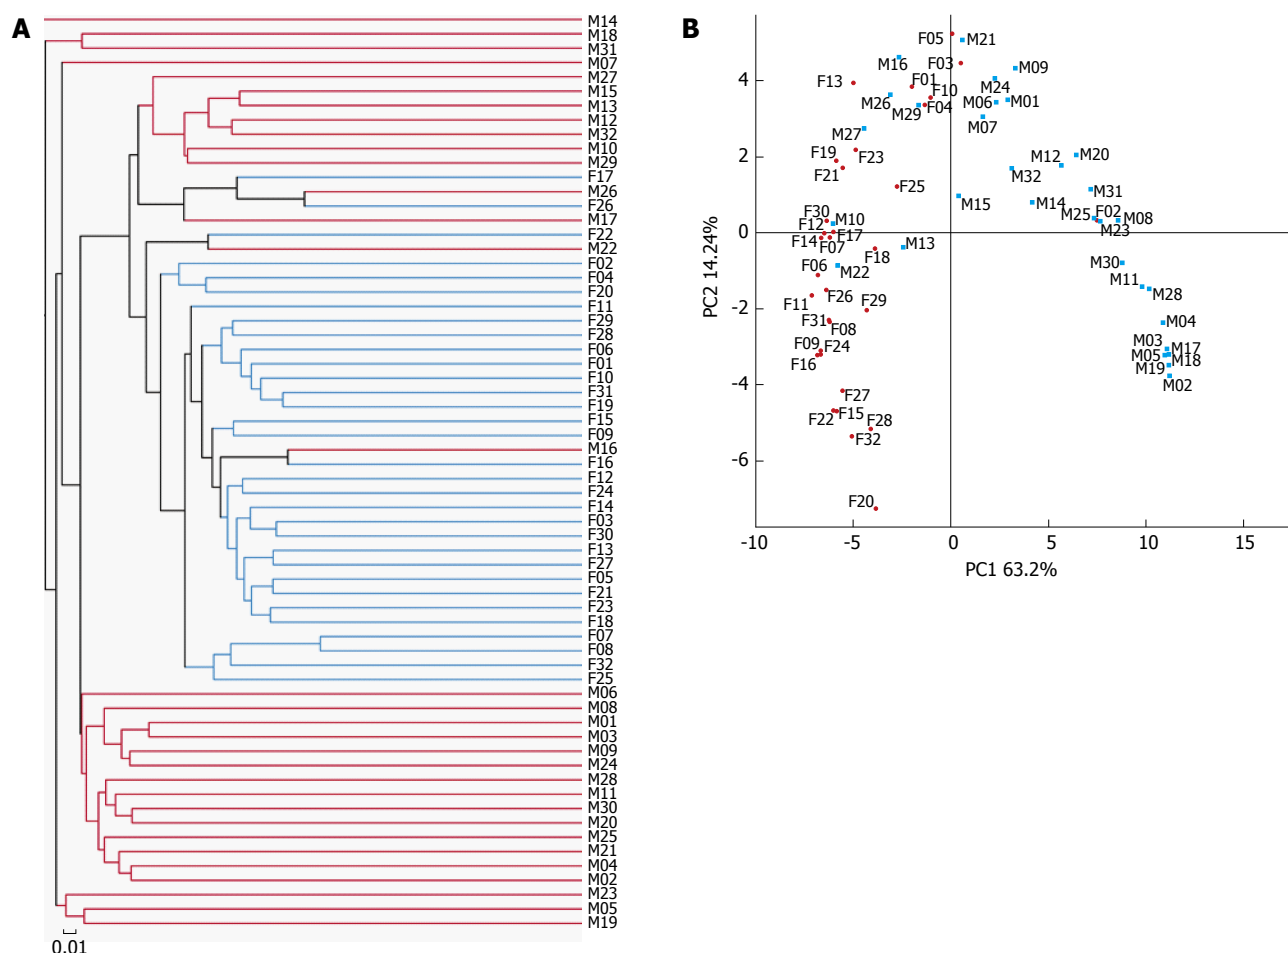 A
M14
M18
M31
M07
M27
M15
M13
M12
M32
M10
M29
F17
M26
F26
M17
F22
M22
F02
F04
F20
F11
F29
F28
F06
F01
F10
F31
F19
F15
F09
M16
F16
F12
F24
F14
F03
F30
F13
F27
F05
F21
F23
F18
F07
F08
F32
F25
M06
M08
M01
M03
M09
M24
M28
M11
M30
M20
M25
M21
M04
M02
M23
M05
M19
0.01
B
F05 M21
M16 F03 M09
F13 F01 M24
M26 F10 M06 M01
M29 F04 M07
M27
F19 F23 M12 M20
F21 M32
F25 M31
M15 M14
F30 M10 M25 F02 M08
F12 M23
F14 F07 F17
M13
F18
F06 M22 M30
M11
F11 F26 F29 M28
F31 F08 M04
F09 F24 M03 M17
F16 M05 M18
M19
M02
F27
F22 F15 F28
F32
F20
4
2
0
-2
-4
-6
PC2 14.24%
-10 -5 0 5 10 15
PC1 63.2%